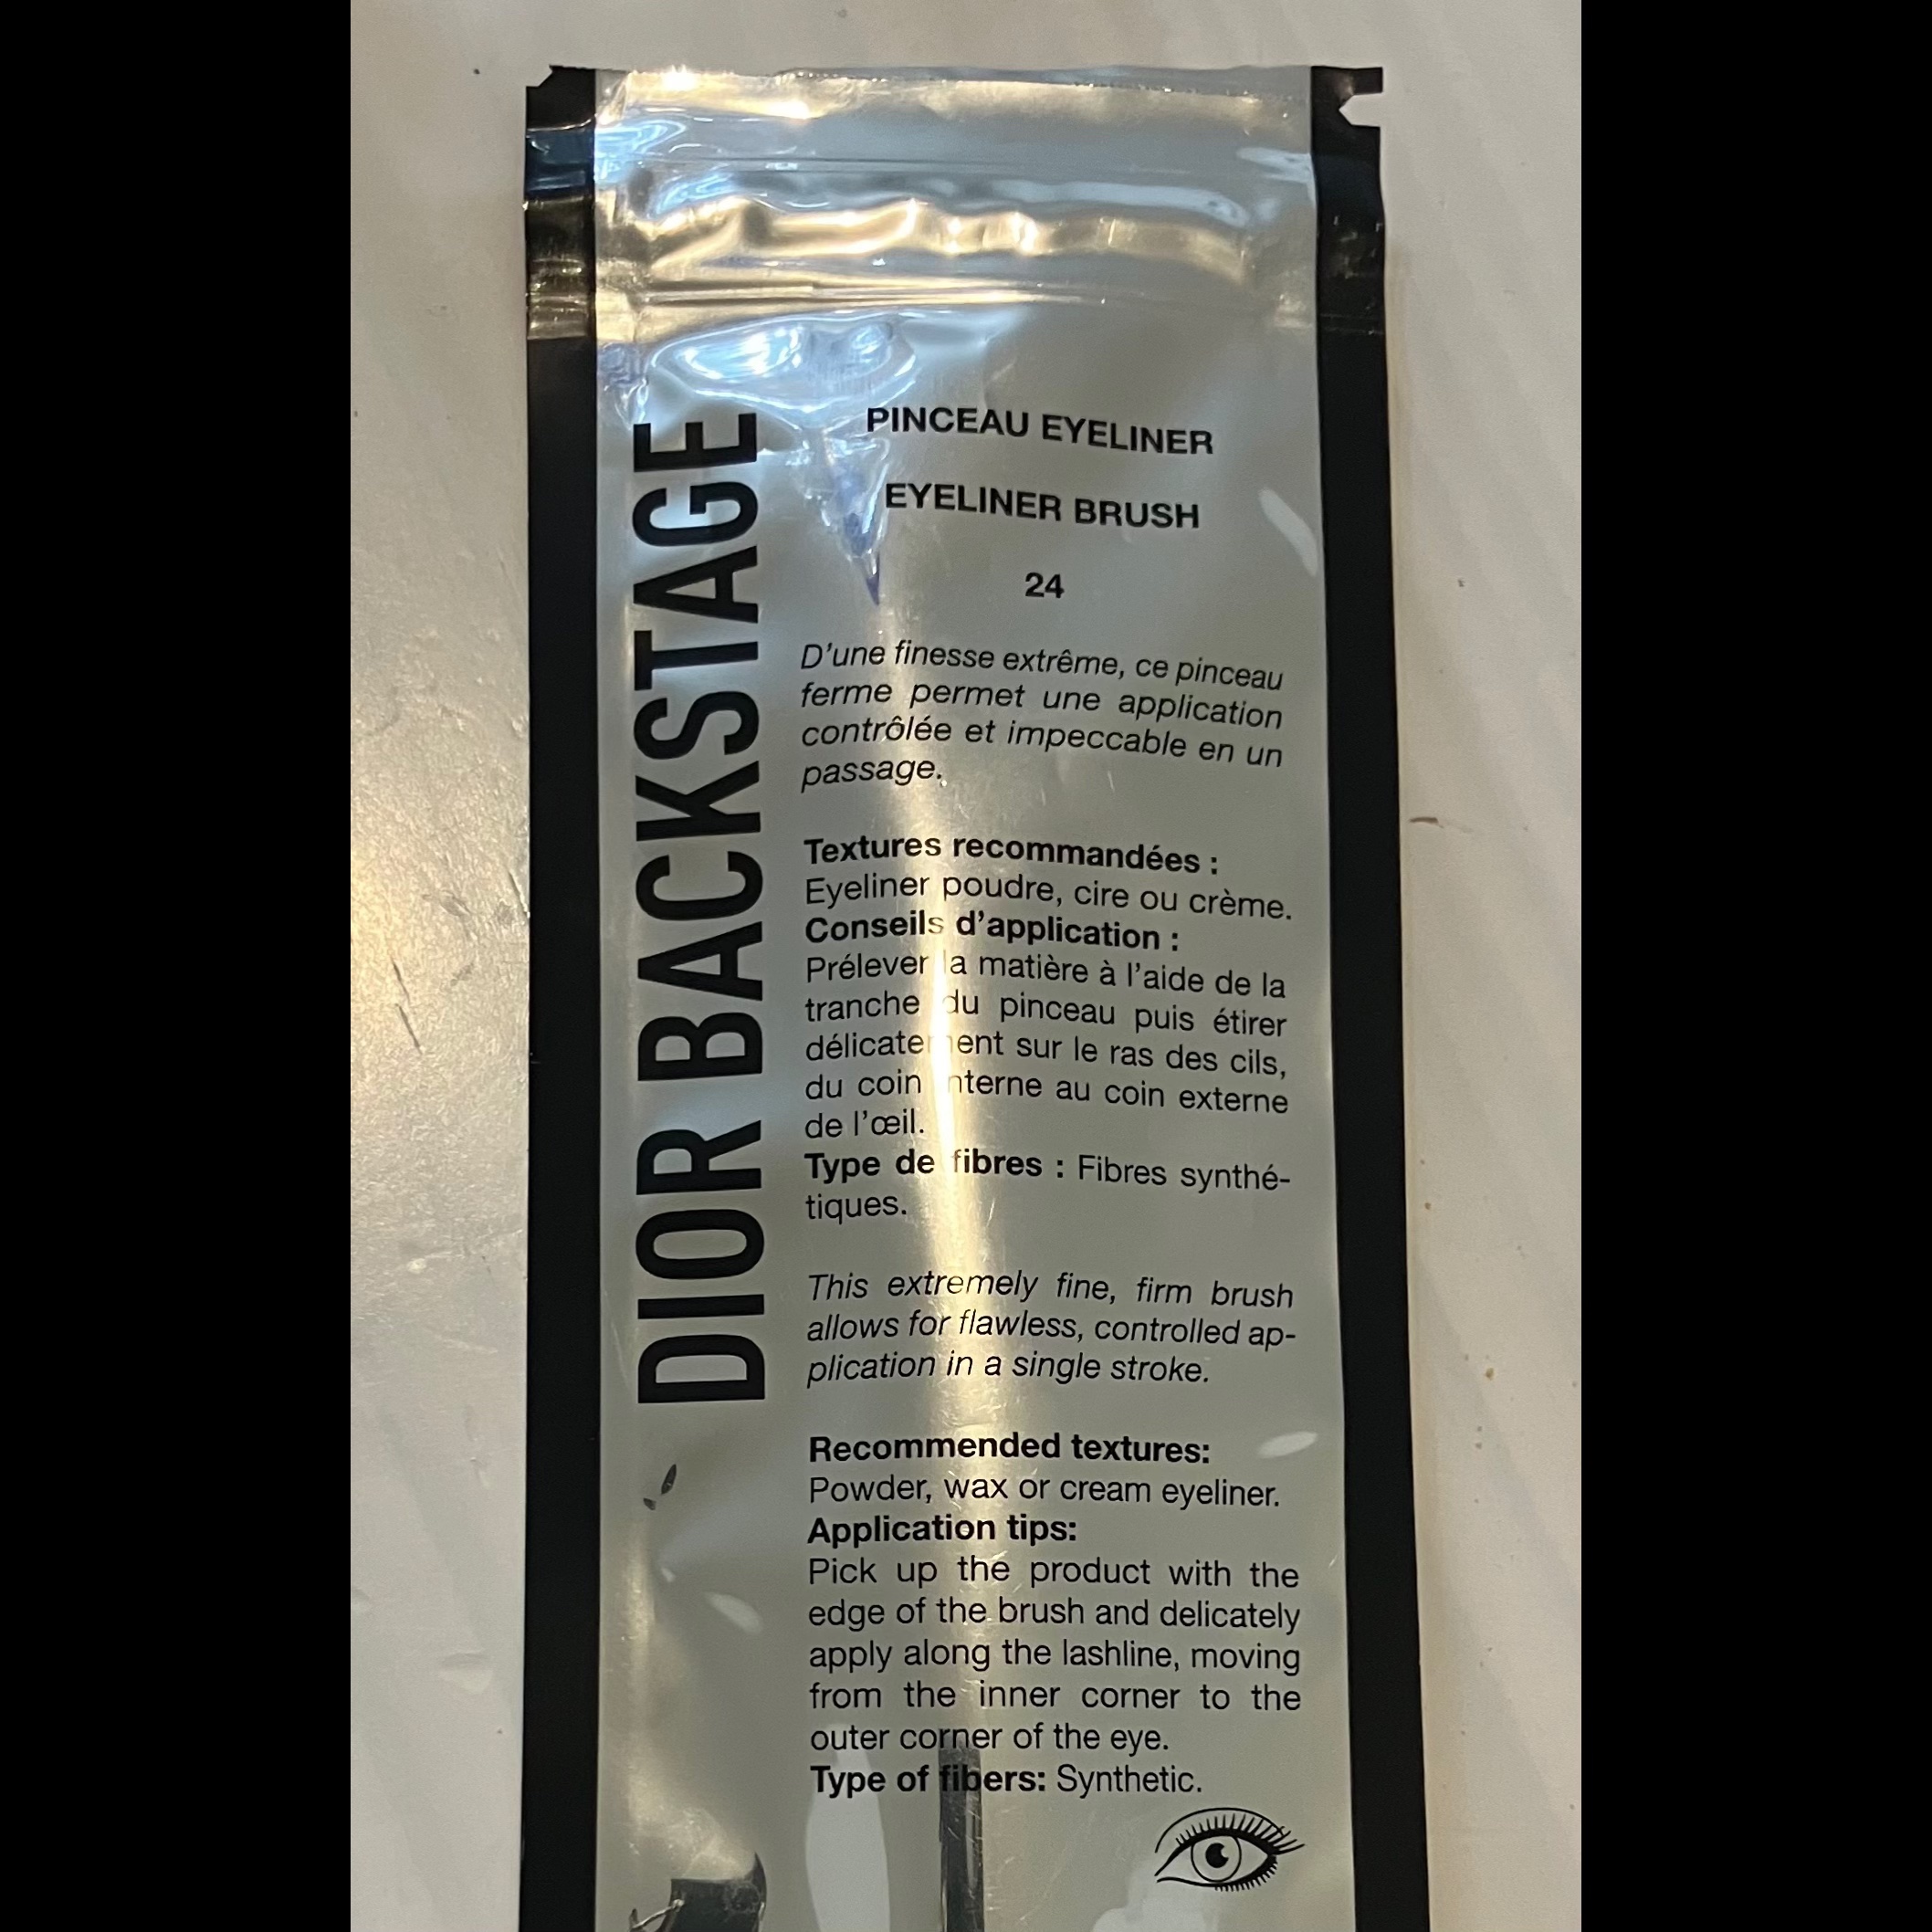 DIOR BACKSTAGE
PINCEAU EYELINER
EYELINER BRUSH
24
D'une finesse extrême, ce pinceau
ferme permet une application
contrôlée et impeccable en un
passage.
Textures recommandées :
Eyeliner poudre, cire ou crème.
Conseils d'application :
Prélever la matière à l'aide de la
tranche du pinceau puis étirer
délicatement sur le ras des cils,
du coin interne au coin externe
de l'œil.
Type de fibres : Fibres synthé-
tiques.
This extremely fine, firm brush
allows for flawless, controlled ap-
plication in a single stroke.
Recommended textures:
Powder, wax or cream eyeliner.
Application tips:
Pick up the product with the
edge of the brush and delicately
apply along the lashline, moving
from the inner corner to the
outer corner of the eye.
Type of fibers: Synthetic.